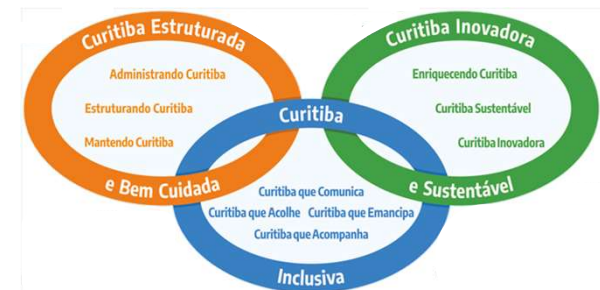 Curitiba Estruturada
Administrando Curitiba
Estruturando Curitiba
Mantendo Curitiba
e Bem Cuidada
Curitiba
Curitiba que Comunica
Curitiba que Acolhe Curitiba que Emancipa
Curitiba que Acompanha
Inclusiva
Curitiba Inovadora
Enriquecendo Curitiba
Curitiba Sustentável
Curitiba Inovadora
e Sustentável